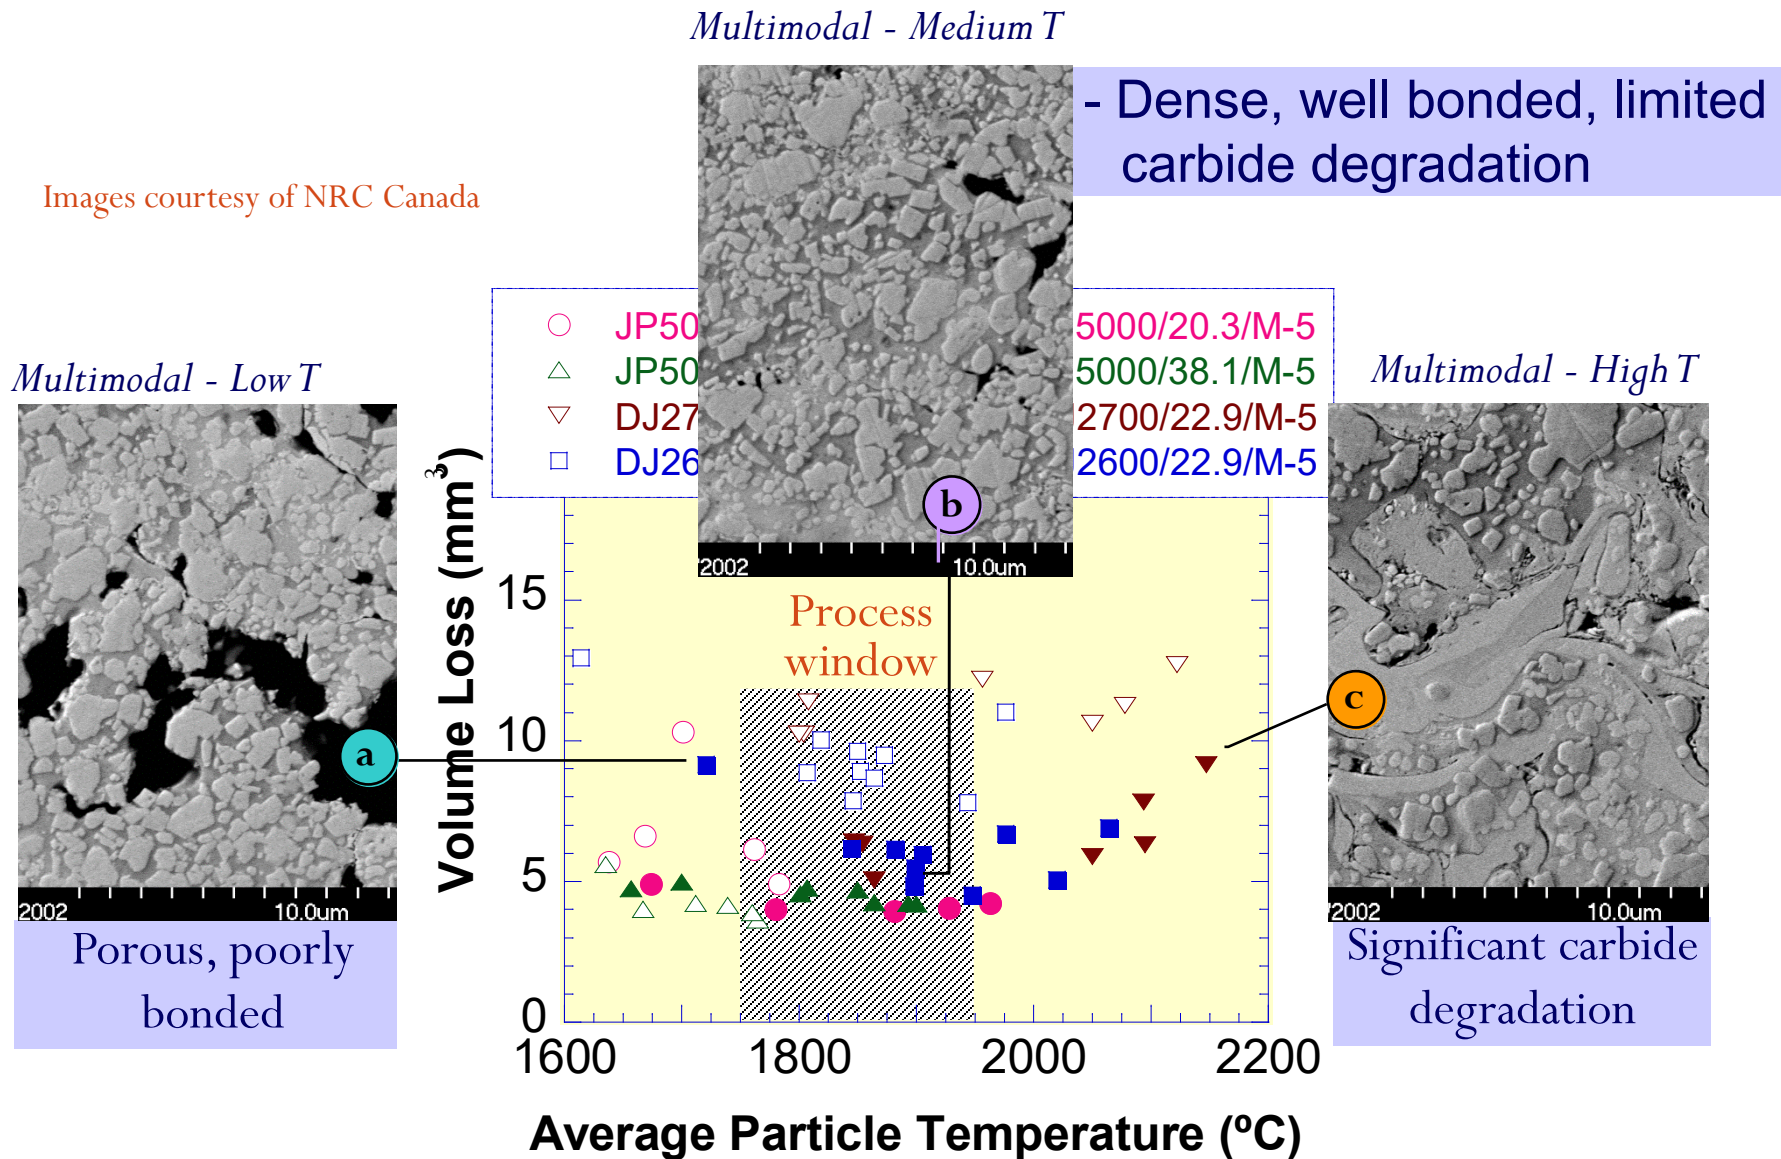 Multimodal - Medium T
- Dense, well bonded, limited
carbide degradation
Images courtesy of NRC Canada
JP50
5000/20.3/M-5
JP50
5000/38.1/M-5
DJ27
2700/22.9/M-5
DJ26
2600/22.9/M-5
Multimodal - Low T
Multimodal - High T
b
/2002 10.0um
Process
window
a
c
2002 10.0um
/2002 10.0um
Porous, poorly
bonded
Significant carbide
degradation
Volume Loss (mm³)
15
10
5
0
1600 1800 2000 2200
Average Particle Temperature (ºC)